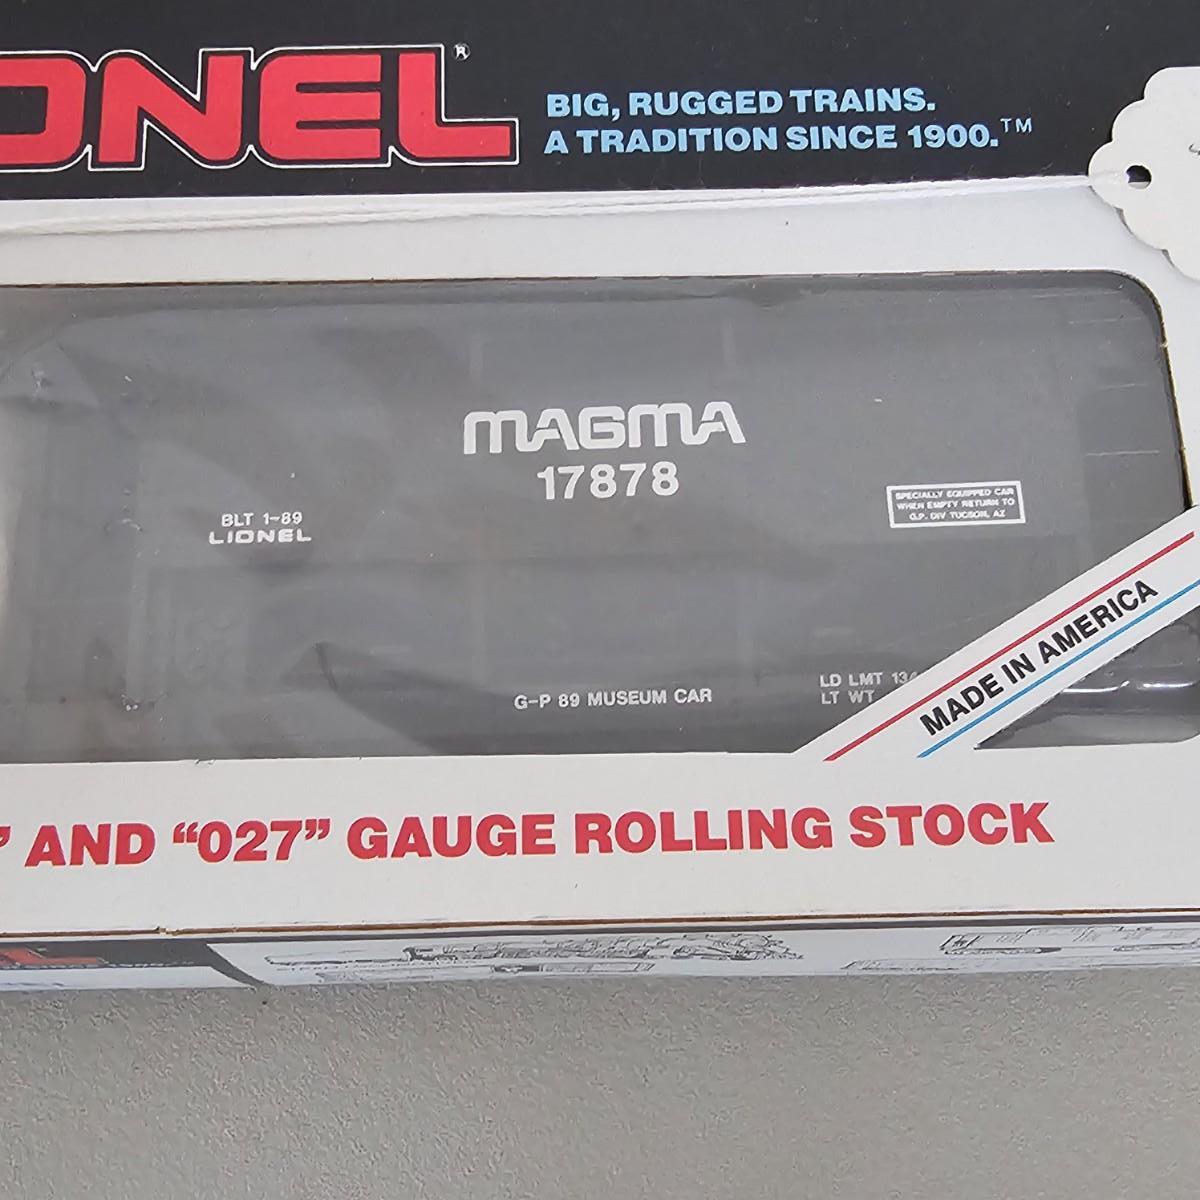 ONEL®
BIG, RUGGED TRAINS.
A TRADITION SINCE 1900.™
MAGMA
17878
BLT 1-89
LIONEL
SPECIALLY EQUIPPED CAR
WHEN EMPTY RETURN TO
G.P. DIV TUCSON, AZ
G-P 89 MUSEUM CAR
LD LMT 134
LT WT
MADE IN AMERICA
” AND “027” GAUGE ROLLING STOCK